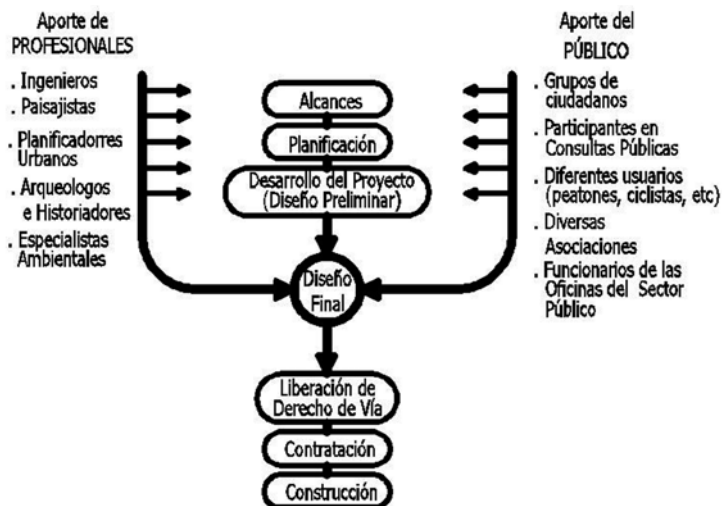 Aporte de
PROFESIONALES
. Ingenieros
. Paisajistas
. Planificadorres
Urbanos
. Arqueologos
e Historiadores
. Especialistas
Ambientales
Alcances
Planificación
Desarrollo del Proyecto
(Diseño Preliminar)
Diseño
Final
Liberación de
Derecho de Vía
Contratación
Construcción
Aporte del
PÚBLICO
. Grupos de
ciudadanos
. Participantes en
Consultas Públicas
. Diferentes usuarios
(peatones, ciclistas, etc)
. Diversas
Asociaciones
. Funcionarios de las
Oficinas del Sector
Público